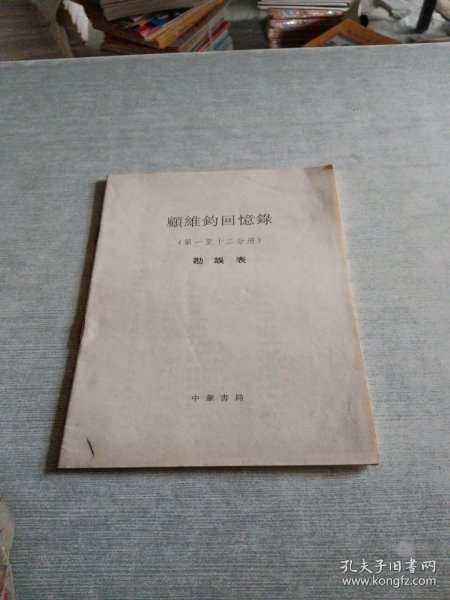 顧維鈞回憶錄
(第一至十二分册)
勘誤表
中華書局
孔夫子旧书网
www.kongfz.com